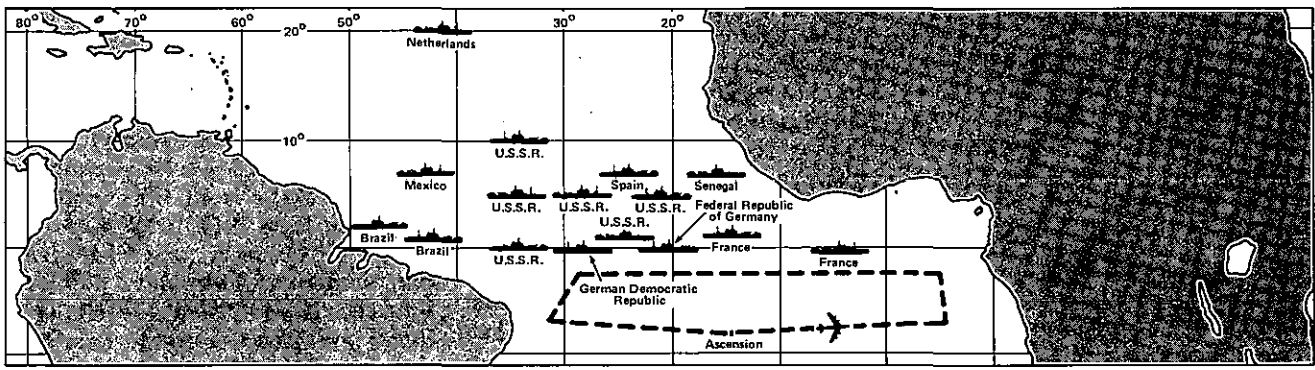 80° 70° 60° 50° 30° 20°
20°
Netherlands
10°
U.S.S.R.
Mexico
Spain
Senegal
U.S.S.R.
U.S.S.R.
U.S.S.R.
Federal Republic
of Germany
U.S.S.R.
Brazil
Brazil
U.S.S.R.
France
France
German Democratic
Republic
Ascension